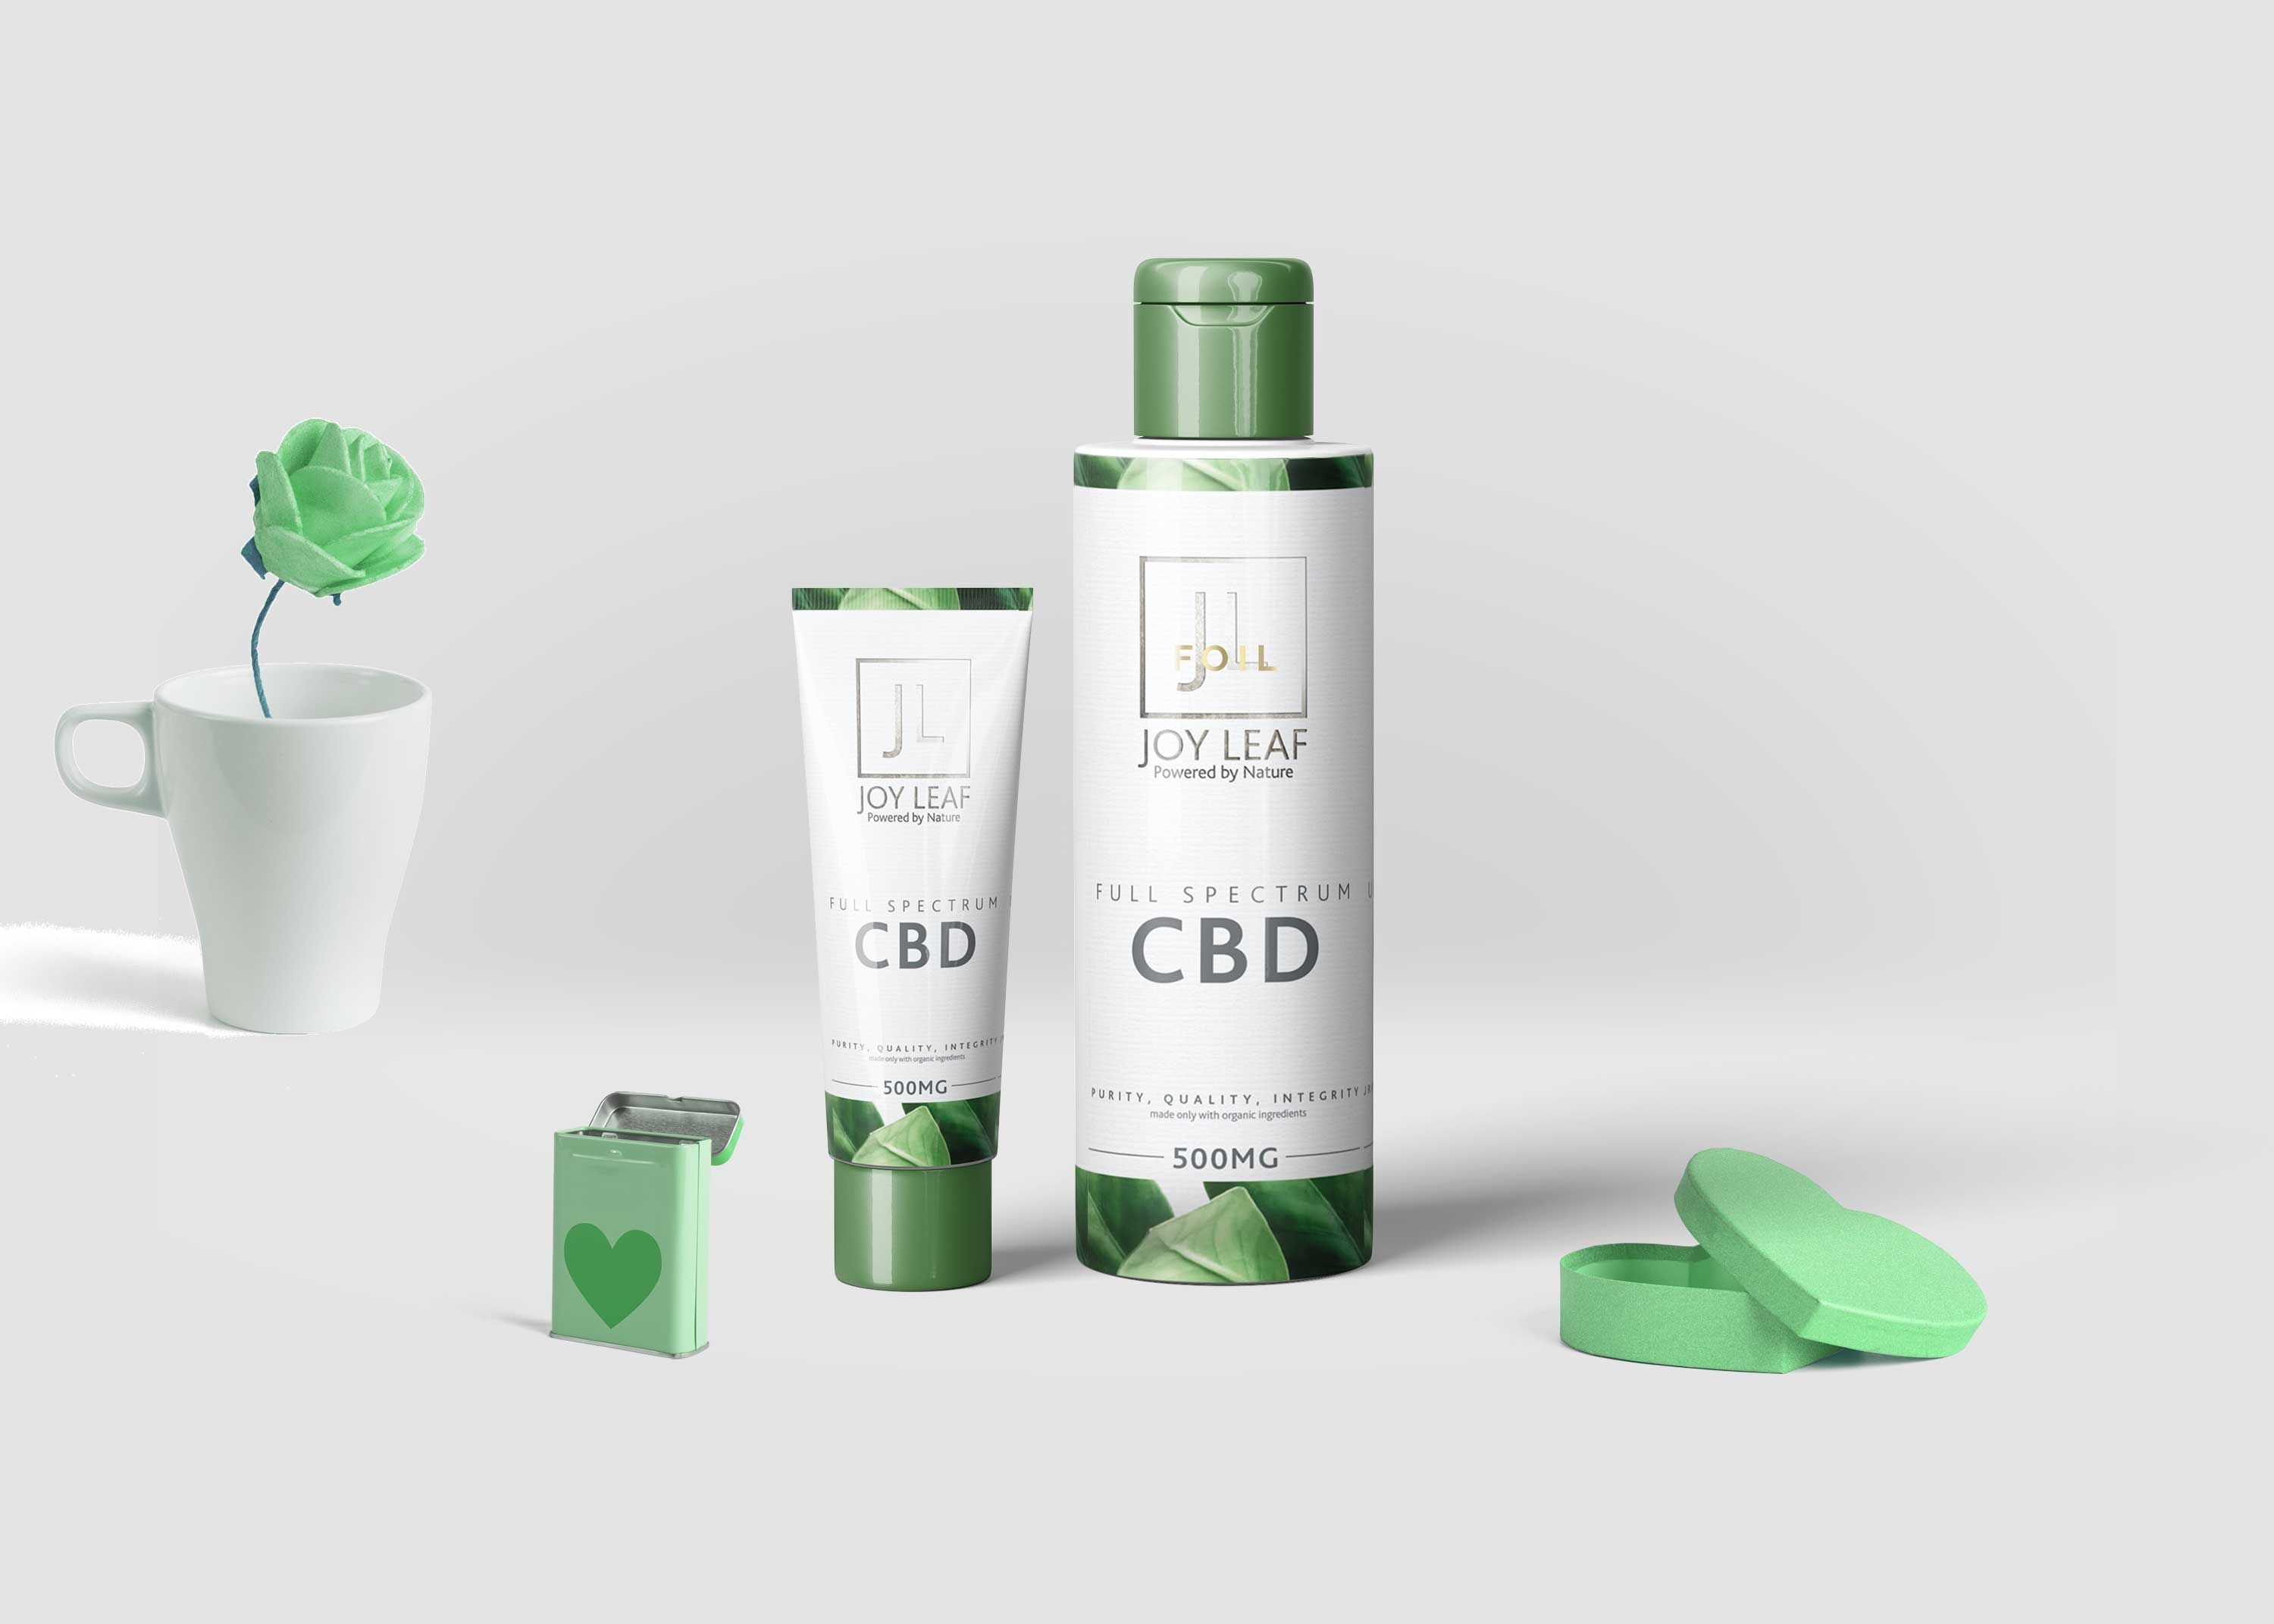 JL
JOY LEAF
Powered by Nature
FULL SPECTRUM
CBD
PURITY, QUALITY, INTEGRITY
made only with organic ingredients
500MG
JL
FOIL
JOY LEAF
Powered by Nature
FULL SPECTRUM
CBD
PURITY, QUALITY, INTEGRITY
made only with organic ingredients
500MG